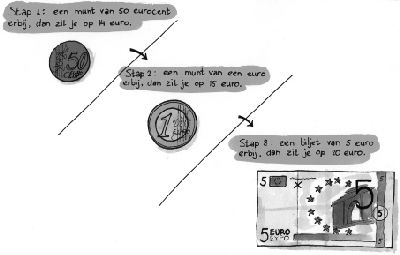 Stap 1: een munt van 50 eurocent
erbij, dan zit je op 14 euro.
50
Stap 2: een munt van een euro
erbij, dan zit je op 15 euro.
1
Stap 3: een biljet van 5 euro
erbij, dan zit je op 20 euro.
5
5
5
5
5 EURO